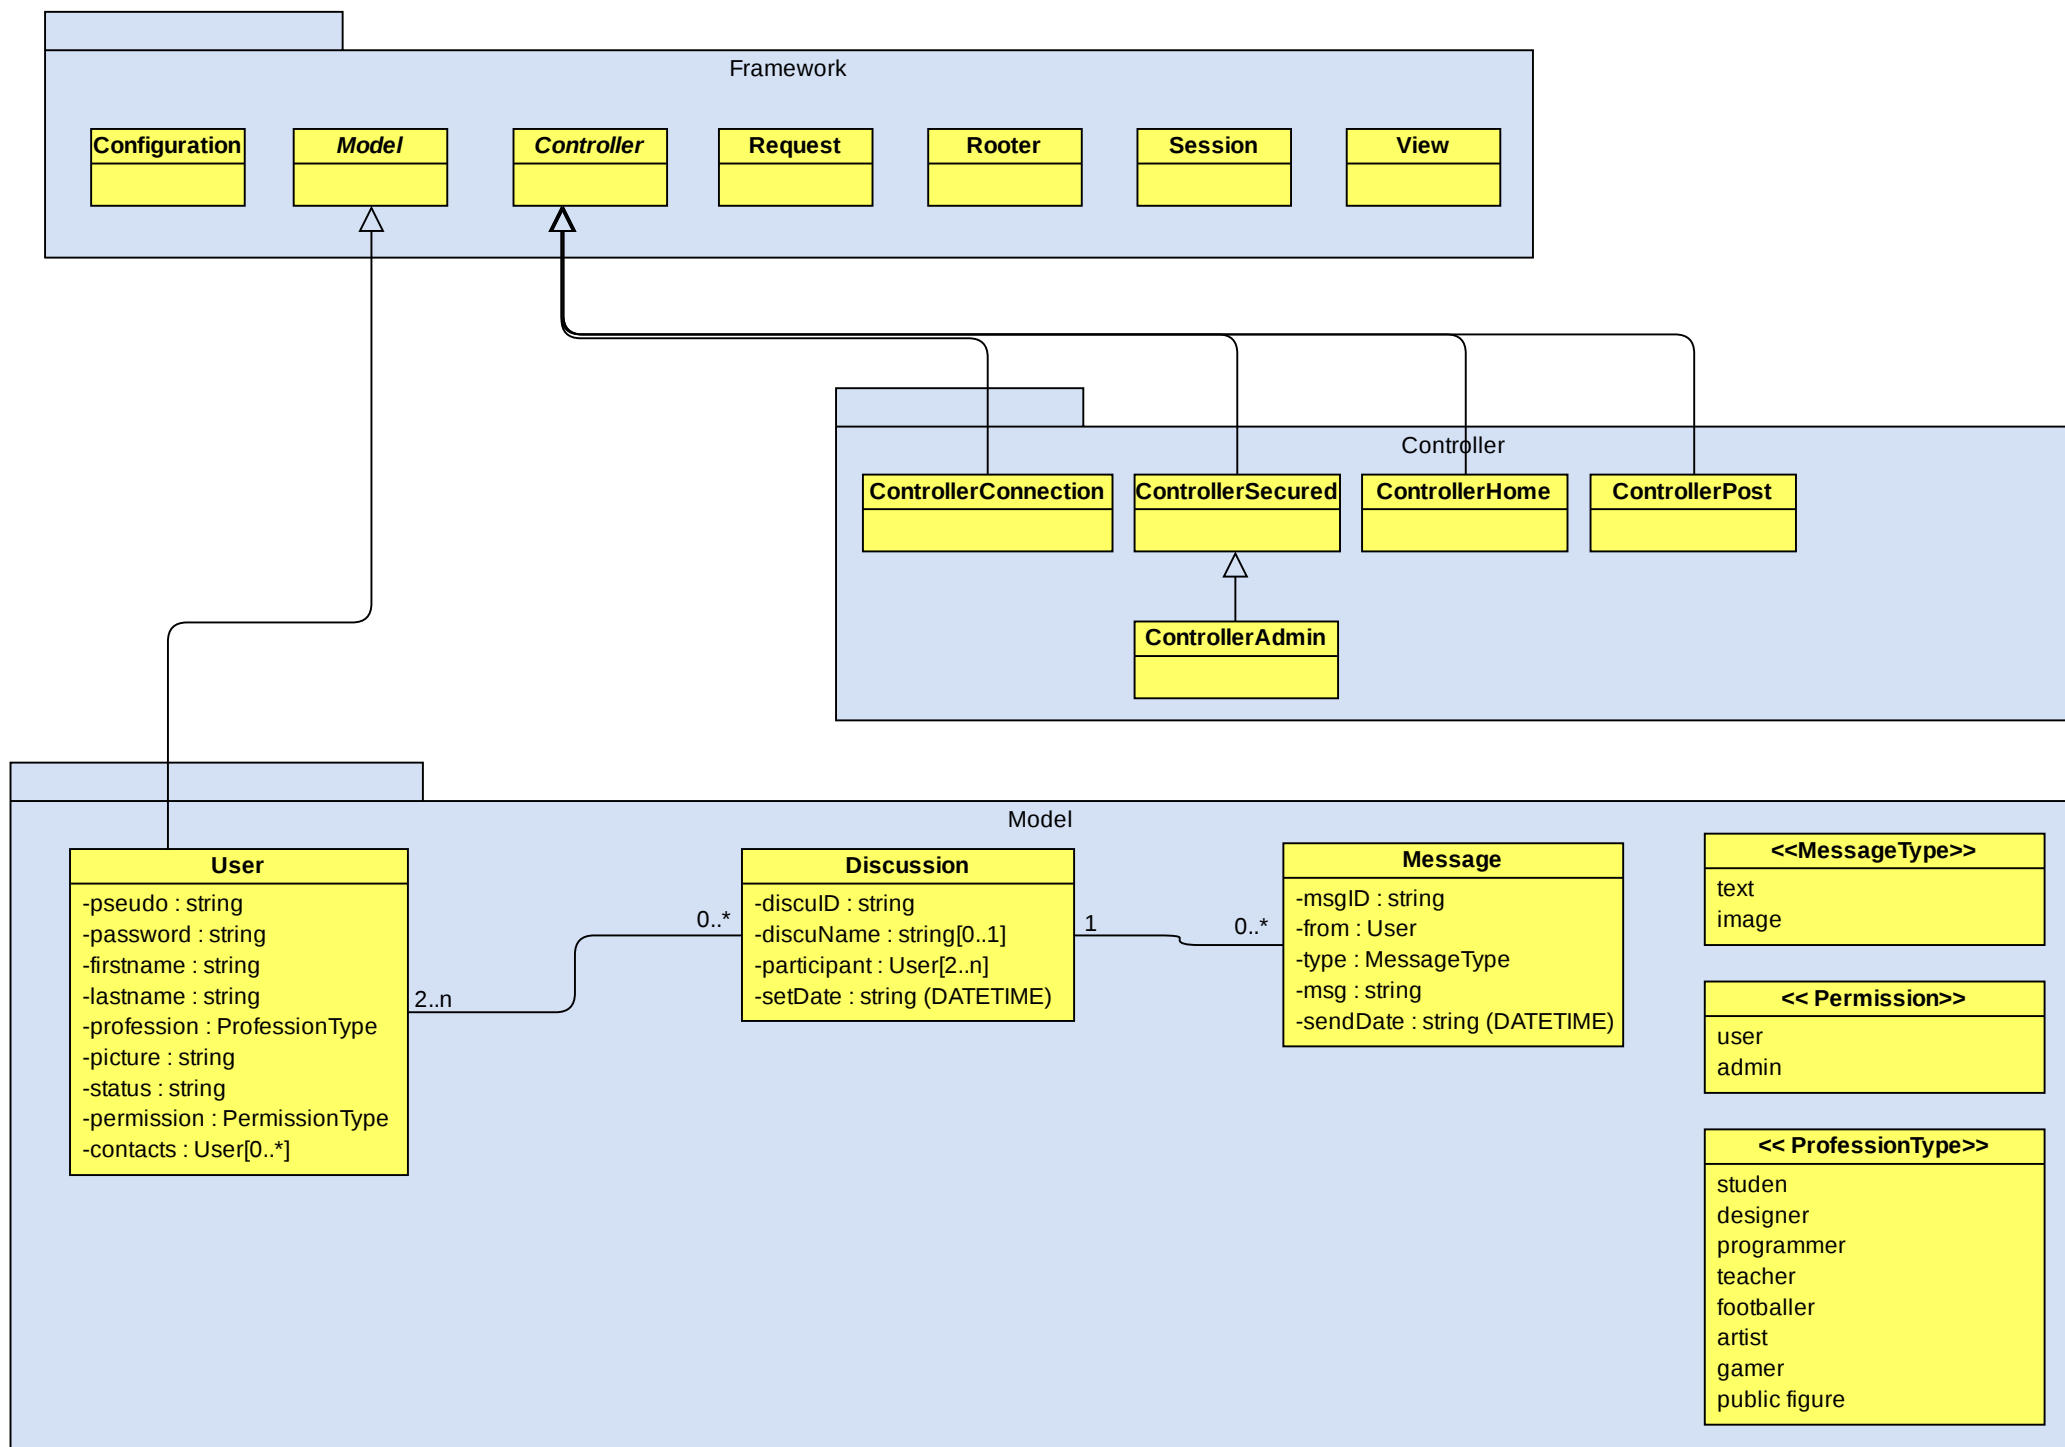 Framework
Configuration
Model
Controller
Request
Rooter
Session
View
Controller
ControllerConnection
ControllerSecured
ControllerHome
ControllerPost
ControllerAdmin
Model
User
-pseudo : string
-password : string
-firstname : string
-lastname : string
-profession : ProfessionType
-picture : string
-status : string
-permission : PermissionType
-contacts : User[0..*]
2..n
0..*
Discussion
-discuID : string
-discuName : string[0..1]
-participant : User[2..n]
-setDate : string (DATETIME)
1
0..*
Message
-msgID : string
-from : User
-type : MessageType
-msg : string
-sendDate : string (DATETIME)
<<MessageType>>
text
image
<< Permission>>
user
admin
<< ProfessionType>>
studen
designer
programmer
teacher
footballer
artist
gamer
public figure